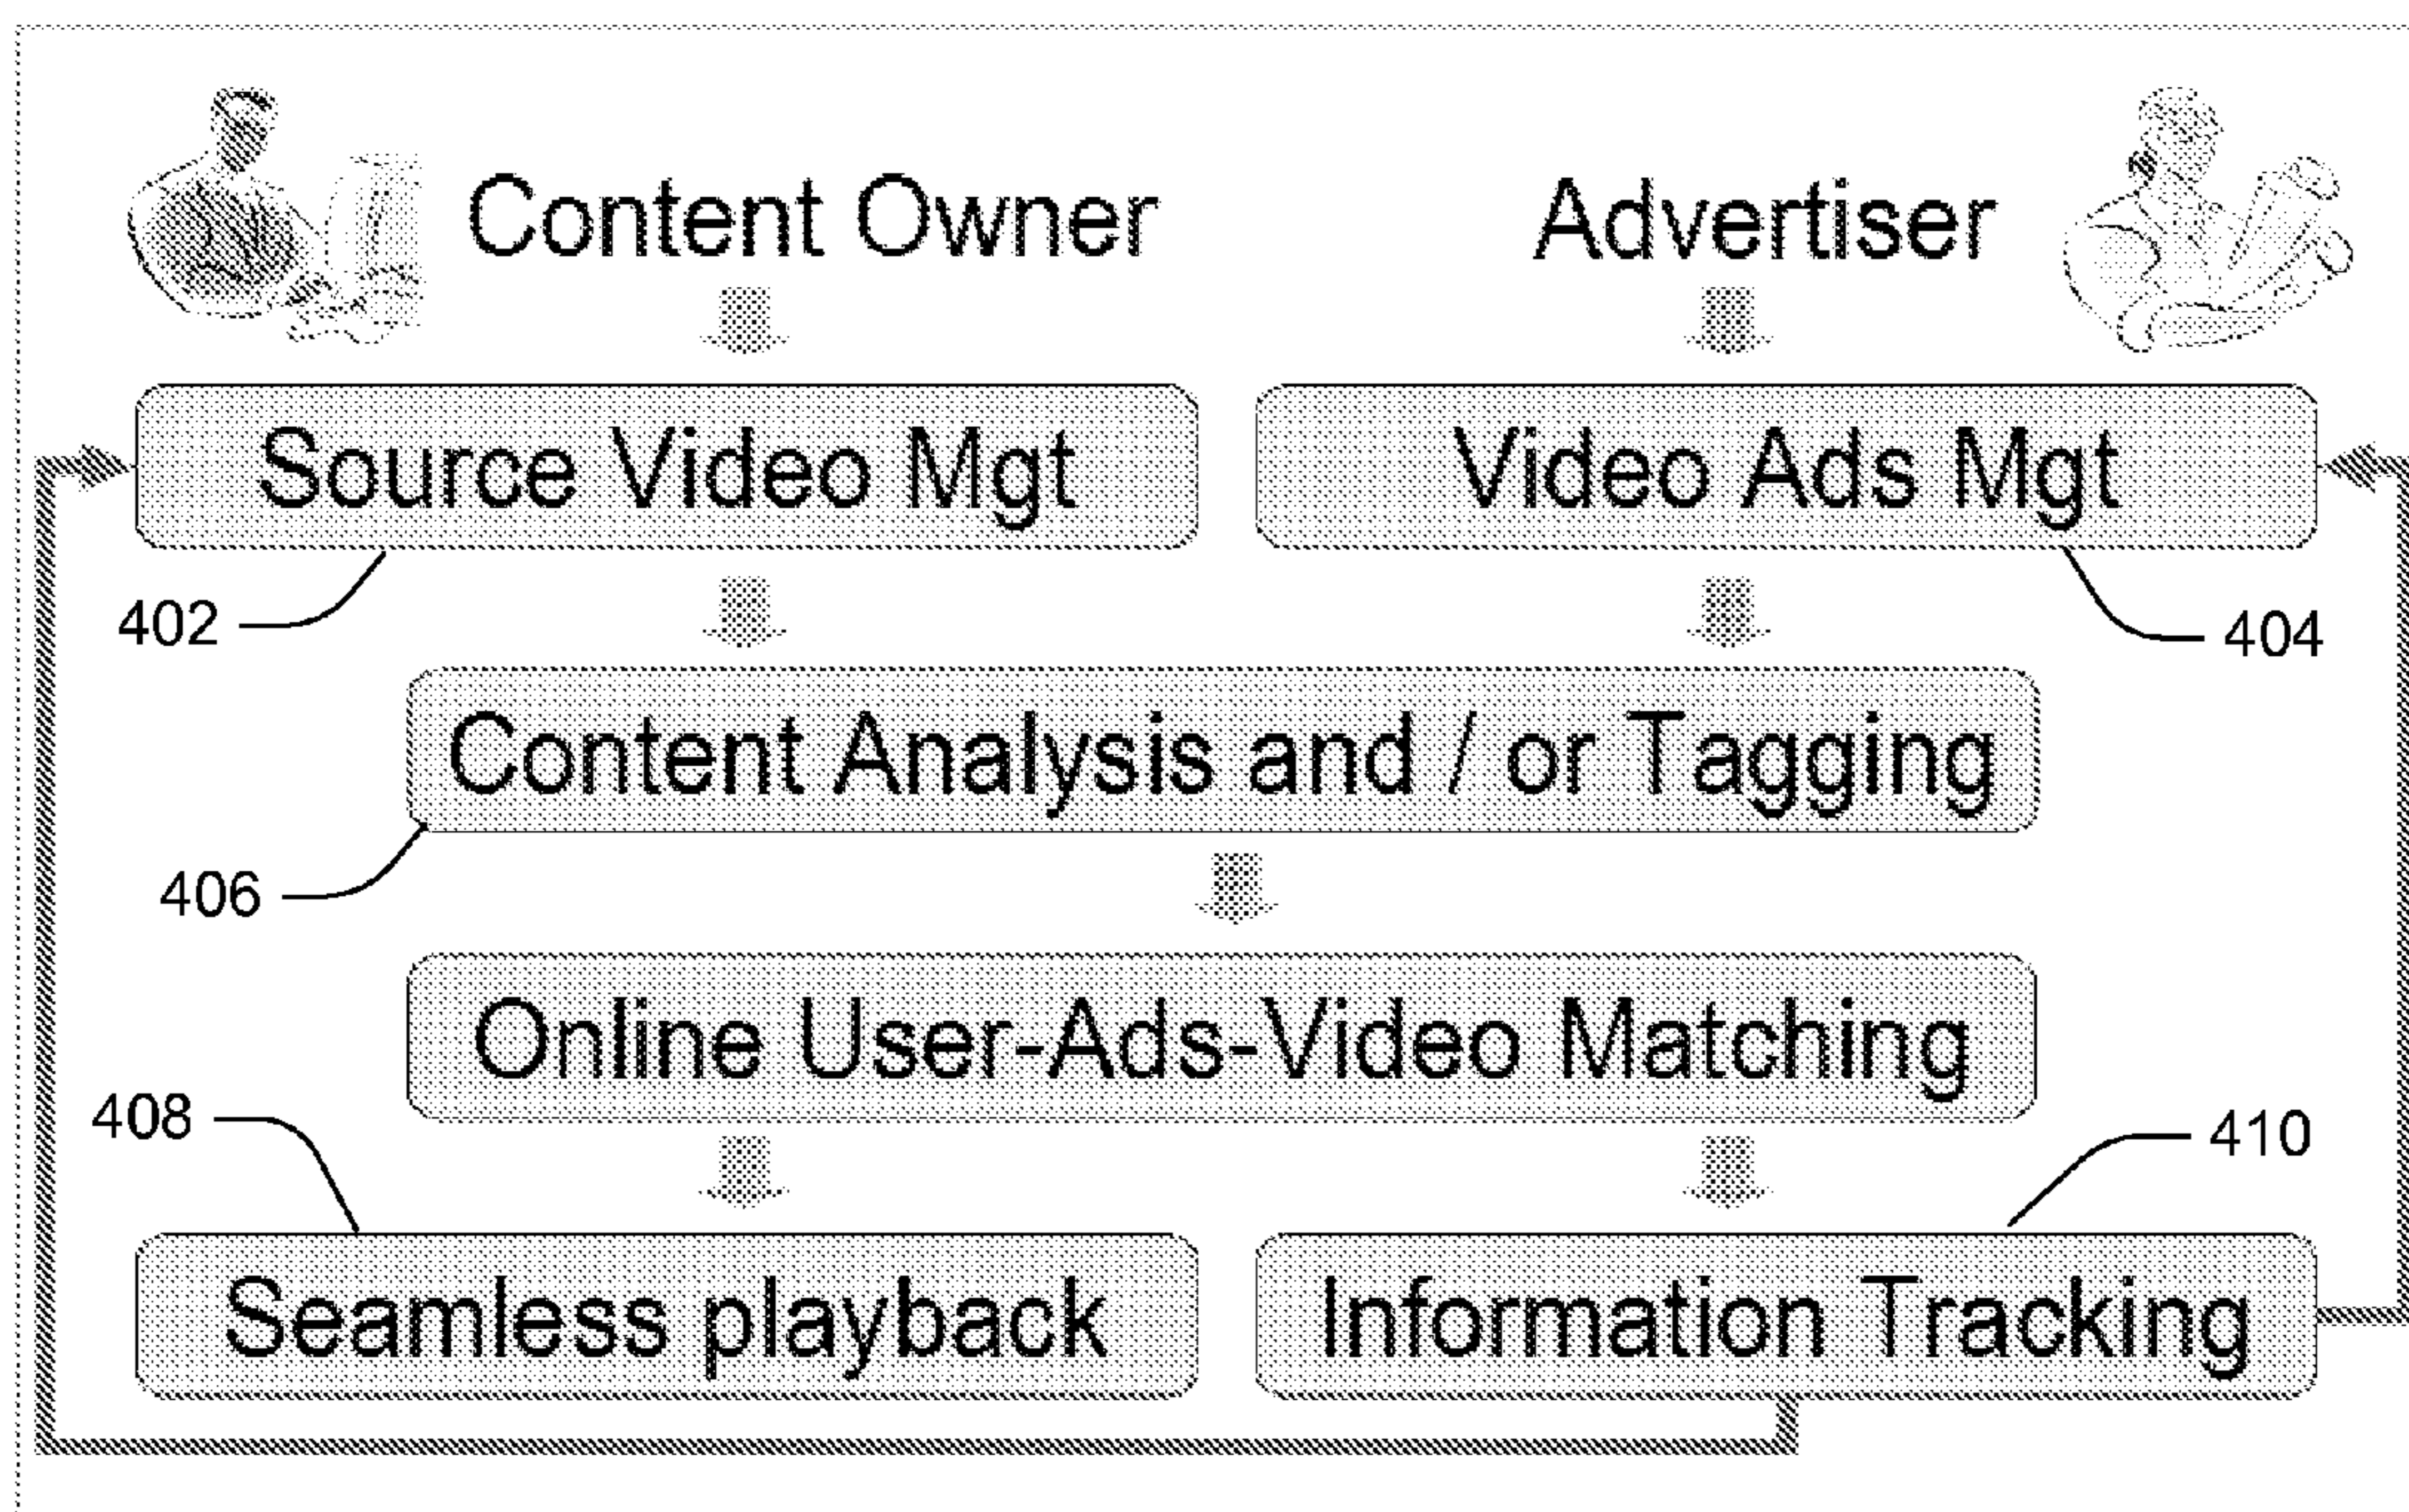 Content Owner
Advertiser
Source Video Mgt
Video Ads Mgt
402
404
Content Analysis and / or Tagging
406
Online User-Ads-Video Matching
408
410
Seamless playback
Information Tracking